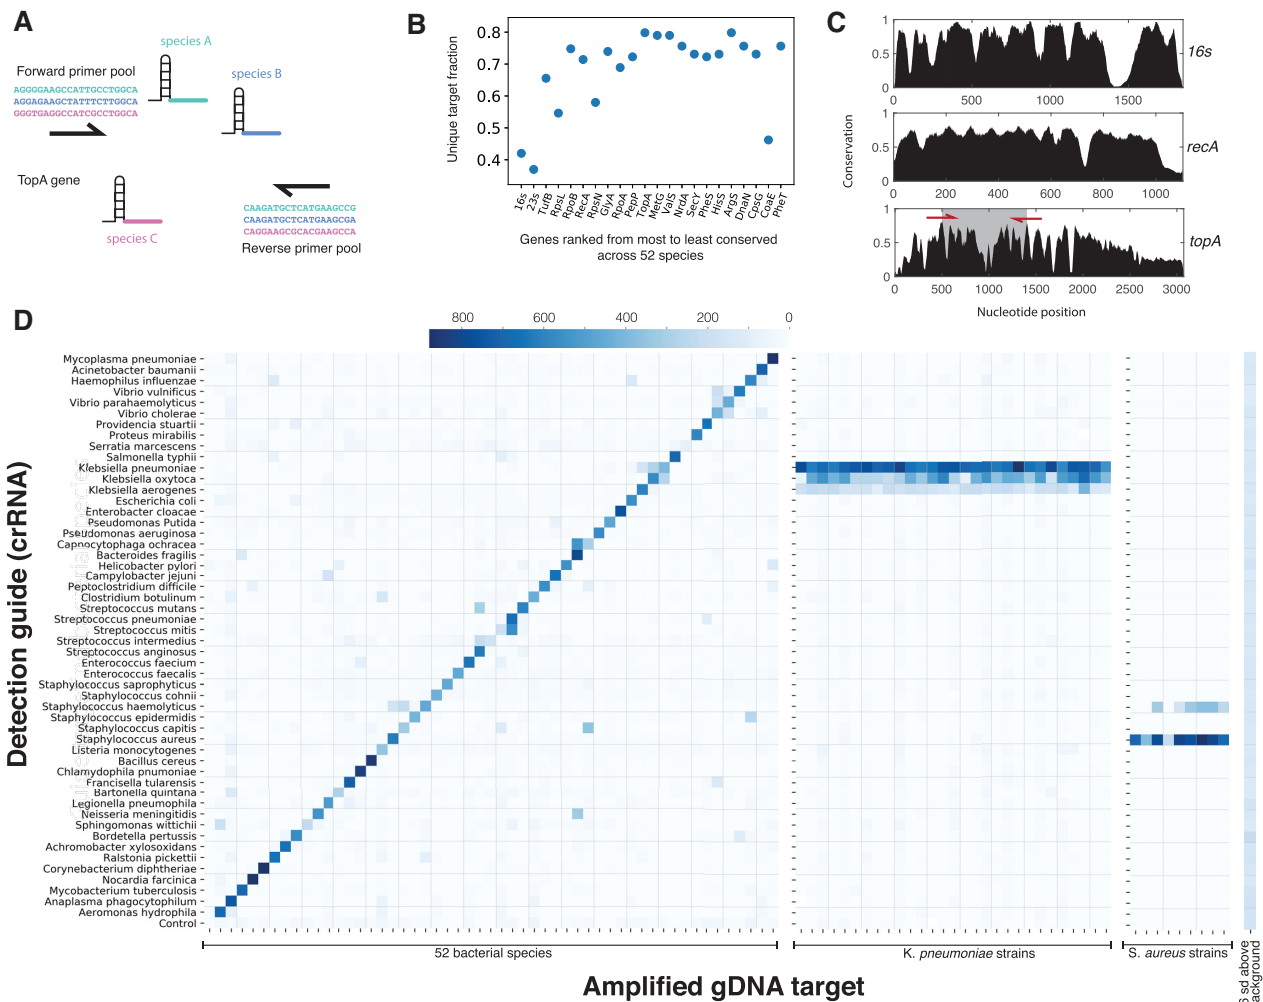 A
species A
Forward primer pool
species B
AGGGGAAGCCATTGCCTGGCA
AGGAGAAGCTATTTCTTGGCA
GGGTGAGGCCATCGCCTGGCA
TopA gene
species C
CAAGATGCTCATGAAGCCG
CAAGATGCTCATGAAGCGA
CAGGAAGCGCACGAAGCCA
Reverse primer pool
B
Unique target fraction
0.8
0.7
0.6
0.5
0.4
16s 23s TufB RpsL RpoB RecA RpsN GlyA RpoA PepP TopA MetG ValS NrdA SecY PheS HisS ArgS DnaN CpsG CoaE PheT
Genes ranked from most to least conserved
across 52 species
C
Conservation
1
0.5
0
0 500 1000 1500
16s
1
0.5
0
0 200 400 600 800 1000
recA
1
0.5
0
0 500 1000 1500 2000 2500 3000
topA
Nucleotide position
D
800 600 400 200 0
Detection guide (crRNA)
Mycoplasma pneumoniae
Acinetobacter baumanii
Haemophilus influenzae
Vibrio vulnificus
Vibrio parahaemolyticus
Vibrio cholerae
Providencia stuartii
Proteus mirabilis
Serratia marcescens
Salmonella typhii
Klebsiella pneumoniae
Klebsiella oxytoca
Klebsiella aerogenes
Escherichia coli
Enterobacter cloacae
Pseudomonas Putida
Pseudomonas aeruginosa
Capnocytophaga ochracea
Bacteroides fragilis
Helicobacter pylori
Campylobacter jejuni
Peptoclostridium difficile
Clostridium botulinum
Streptococcus mutans
Streptococcus pneumoniae
Streptococcus mitis
Streptococcus intermedius
Streptococcus anginosus
Enterococcus faecium
Enterococcus faecalis
Staphylococcus saprophyticus
Staphylococcus cohnii
Staphylococcus haemolyticus
Staphylococcus epidermidis
Staphylococcus capitis
Staphylococcus aureus
Listeria monocytogenes
Bacillus cereus
Chlamydophila pnumoniae
Francisella tularensis
Bartonella quintana
Legionella pneumophila
Neisseria meningitidis
Sphingomonas wittichii
Bordetella pertussis
Achromobacter xylosoxidans
Ralstonia pickettii
Corynebacterium diphtheriae
Nocardia farcinica
Mycobacterium tuberculosis
Anaplasma phagocytophilum
Aeromonas hydrophila
Control
52 bacterial species
K. pneumoniae strains
S. aureus strains
sd above
Amplified gDNA target